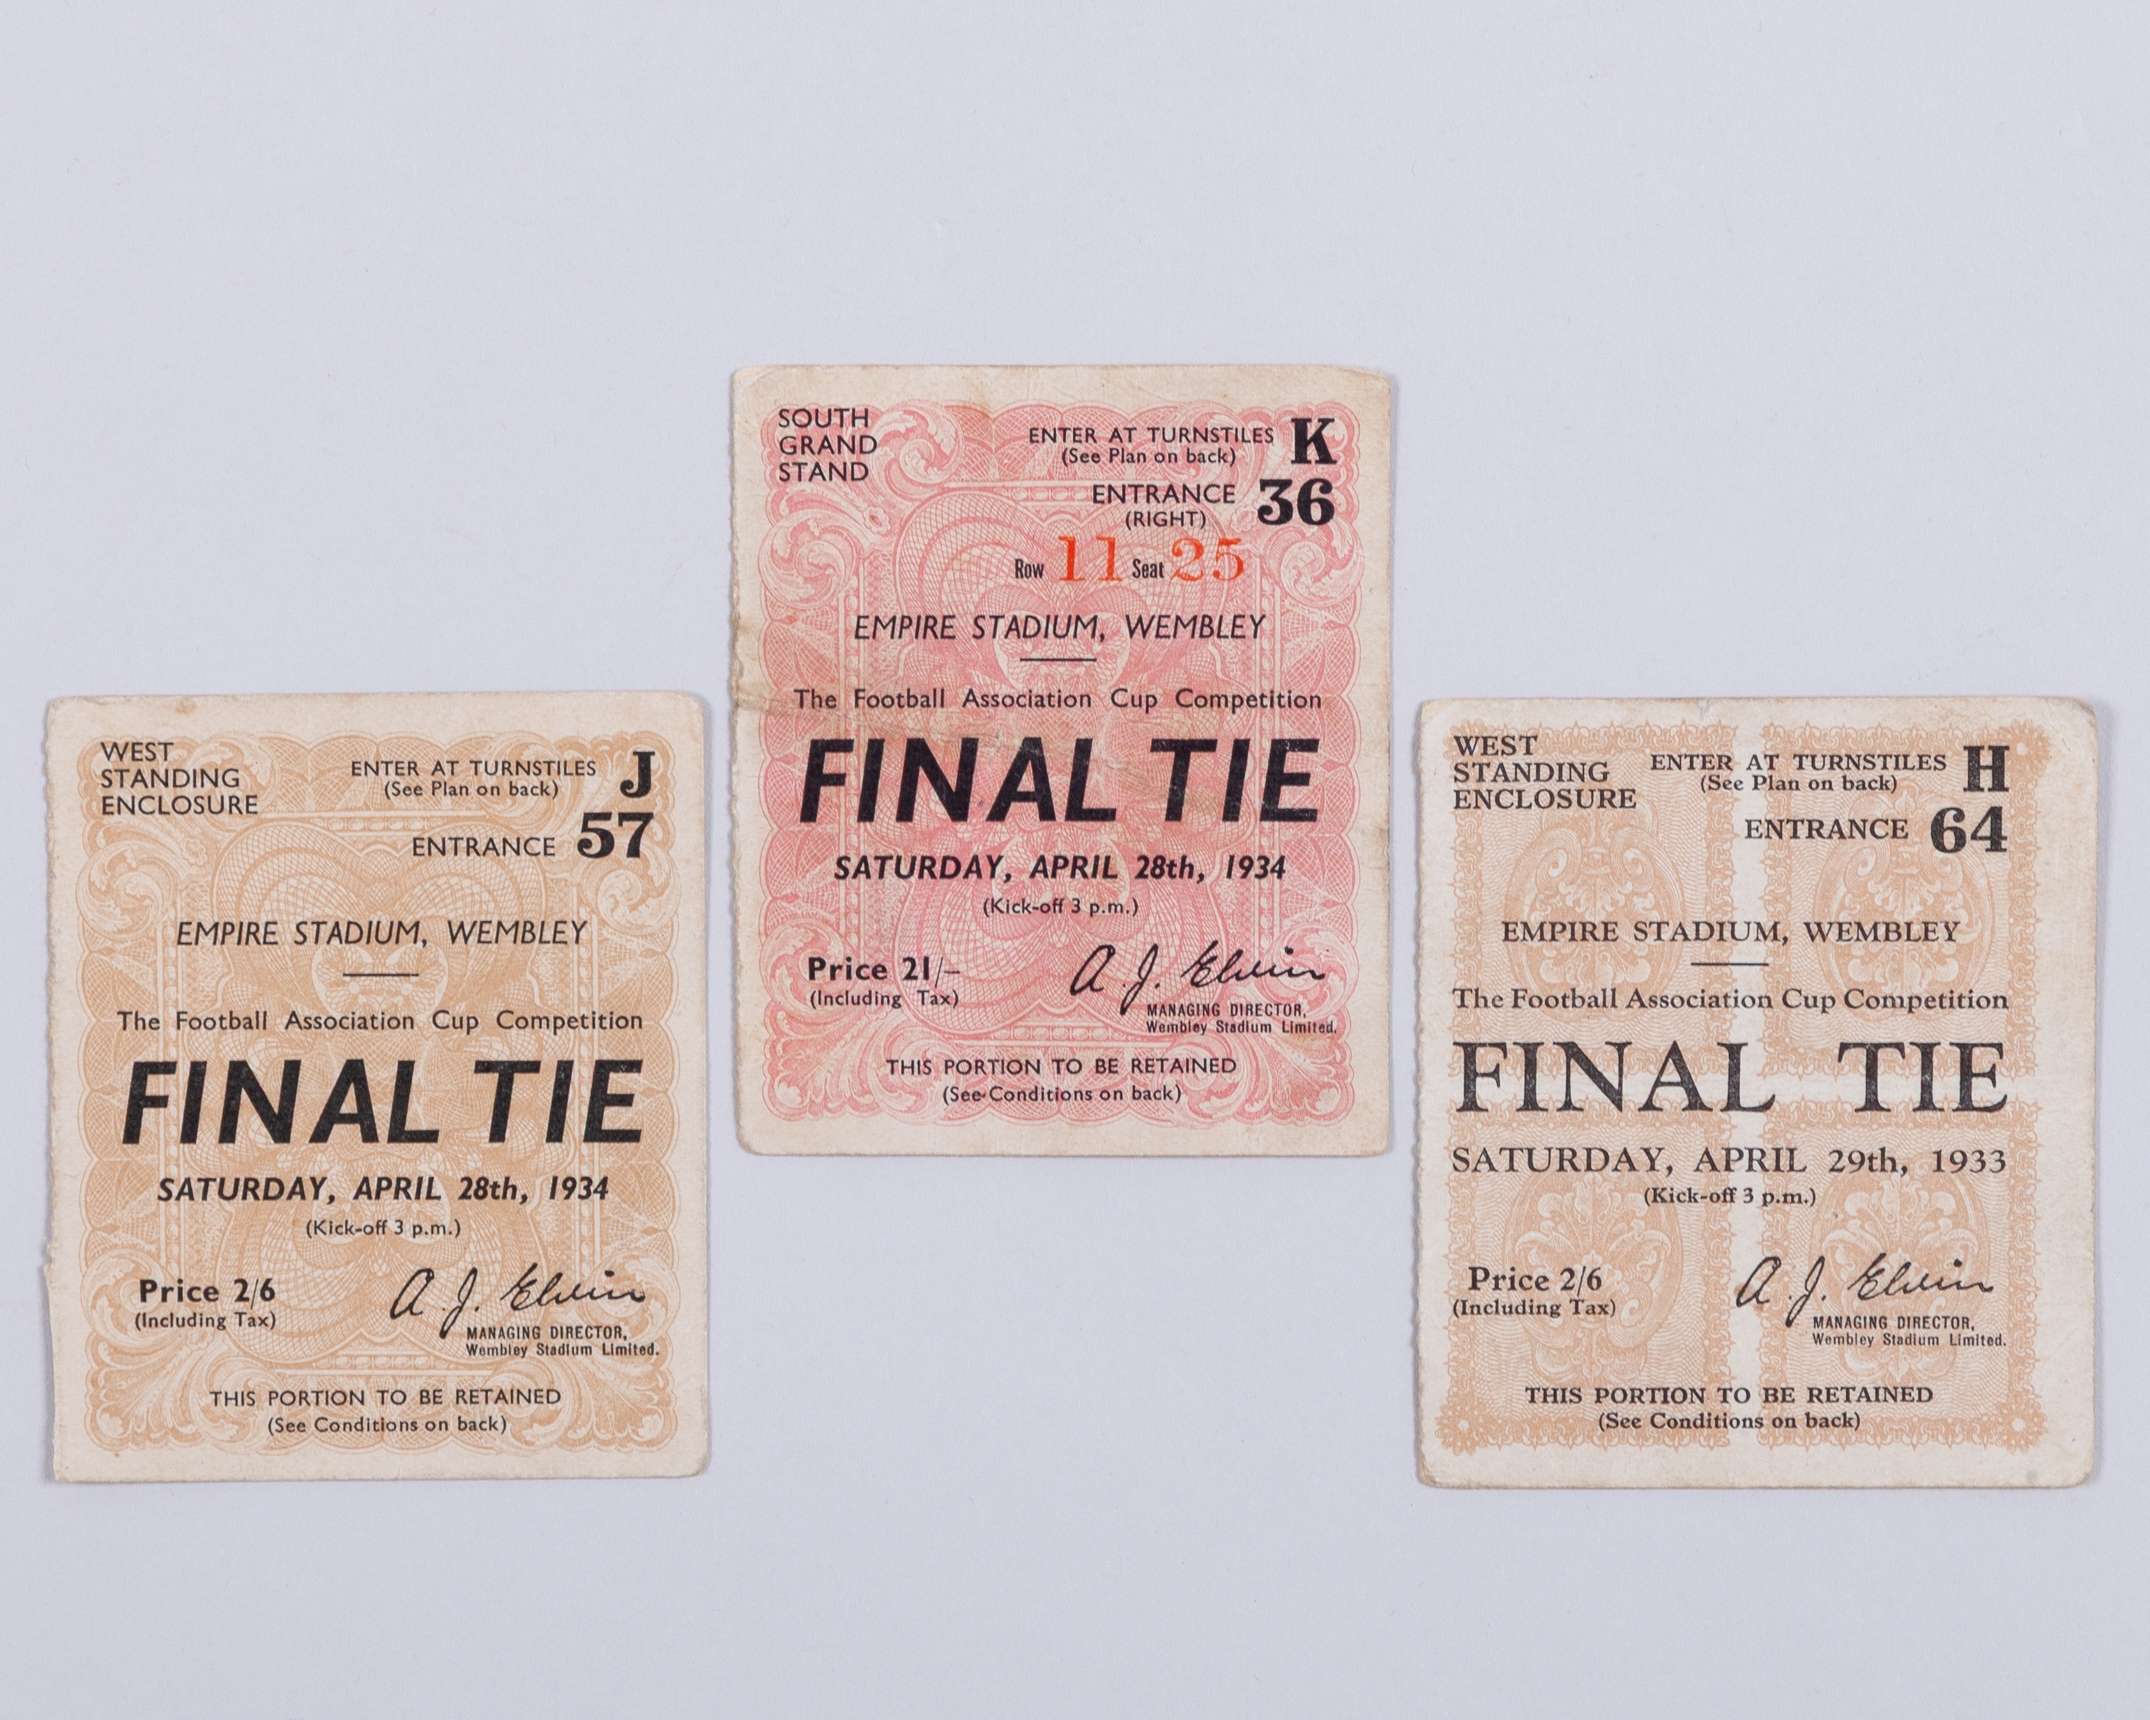 WEST
STANDING
ENCLOSURE
ENTER AT TURNSTILES J
(See Plan on back)
ENTRANCE 57
EMPIRE STADIUM, WEMBLEY
The Football Association Cup Competition
FINAL TIE
SATURDAY, APRIL 28th, 1934
(Kick-off 3 p.m.)
Price 2/6
(Including Tax)
A. J. Elvin
MANAGING DIRECTOR,
Wembley Stadium Limited.
THIS PORTION TO BE RETAINED
(See Conditions on back)
SOUTH
GRAND
STAND
ENTER AT TURNSTILES K
(See Plan on back)
ENTRANCE 36
(RIGHT)
Row 11 Seat 25
EMPIRE STADIUM, WEMBLEY
The Football Association Cup Competition
FINAL TIE
SATURDAY, APRIL 28th, 1934
(Kick-off 3 p.m.)
Price 21/-
(Including Tax)
A. J. Elvin
MANAGING DIRECTOR,
Wembley Stadium Limited.
THIS PORTION TO BE RETAINED
(See Conditions on back)
WEST
STANDING
ENCLOSURE
ENTER AT TURNSTILES H
(See Plan on back)
ENTRANCE 64
EMPIRE STADIUM, WEMBLEY
The Football Association Cup Competition
FINAL TIE
SATURDAY, APRIL 29th, 1933
(Kick-off 3 p.m.)
Price 2/6
(Including Tax)
A. J. Elvin
MANAGING DIRECTOR,
Wembley Stadium Limited.
THIS PORTION TO BE RETAINED
(See Conditions on back)